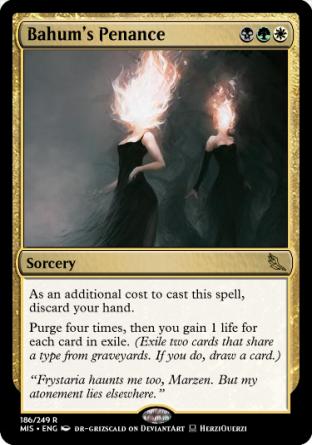 Bahum's Penance
Sorcery
As an additional cost to cast this spell,
discard your hand.
Purge four times, then you gain 1 life for
each card in exile. (Exile two cards that share
a type from graveyards. If you do, draw a card.)
“Frystaria haunts me too, Marzen. But my
atonement lies elsewhere.”
186/249 R
MIS • ENG DR-GRIZSCALD ON DEVIANTART HERZIQUERZI